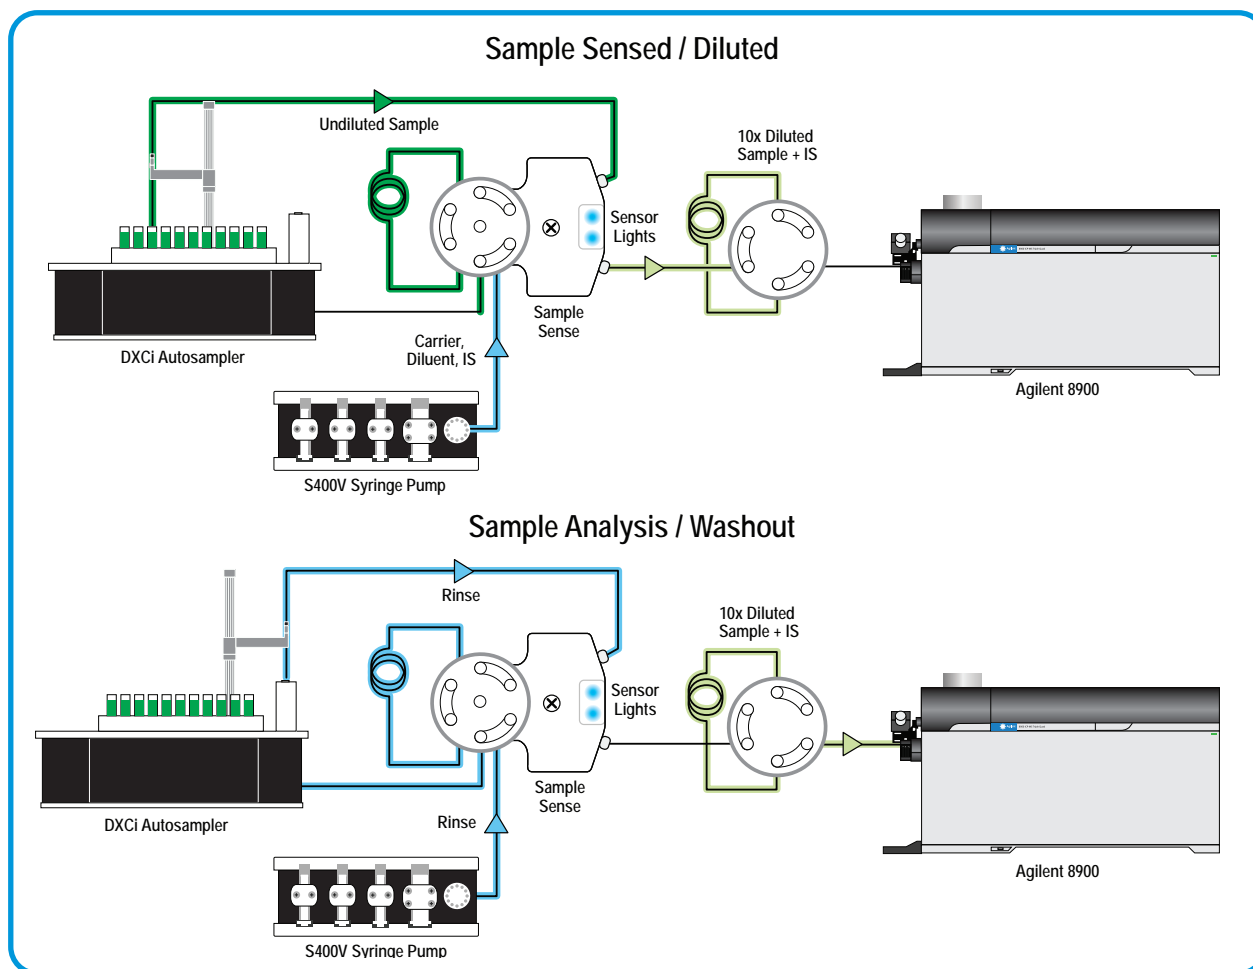 Sample Sensed / Diluted
Undiluted Sample
10x Diluted
Sample + IS
Sensor
Lights
Sample
Sense
Carrier,
Diluent, IS
DXCi Autosampler
Agilent 8900
S400V Syringe Pump
Sample Analysis / Washout
Rinse
10x Diluted
Sample + IS
Sensor
Lights
Sample
Sense
DXCi Autosampler
Rinse
Agilent 8900
S400V Syringe Pump